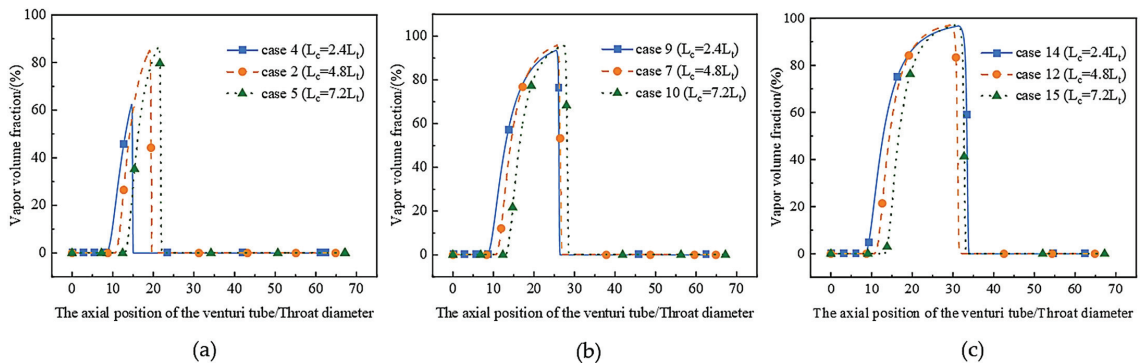 100
80
60
40
20
0
Vapor volume fraction/(%)
case 4 (Lc=2.4Lt)
case 2 (Lc=4.8Lt)
case 5 (Lc=7.2Lt)
0 10 20 30 40 50 60 70
The axial position of the venturi tube/Throat diameter
(a)
100
80
60
40
20
0
Vapor volume fraction/(%)
case 9 (Lc=2.4Lt)
case 7 (Lc=4.8Lt)
case 10 (Lc=7.2Lt)
0 10 20 30 40 50 60 70
The axial position of the venturi tube/Throat diameter
(b)
100
80
60
40
20
0
Vapor volume fraction/(%)
case 14 (Lc=2.4Lt)
case 12 (Lc=4.8Lt)
case 15 (Lc=7.2Lt)
0 10 20 30 40 50 60 70
The axial position of the venturi tube/Throat diameter
(c)